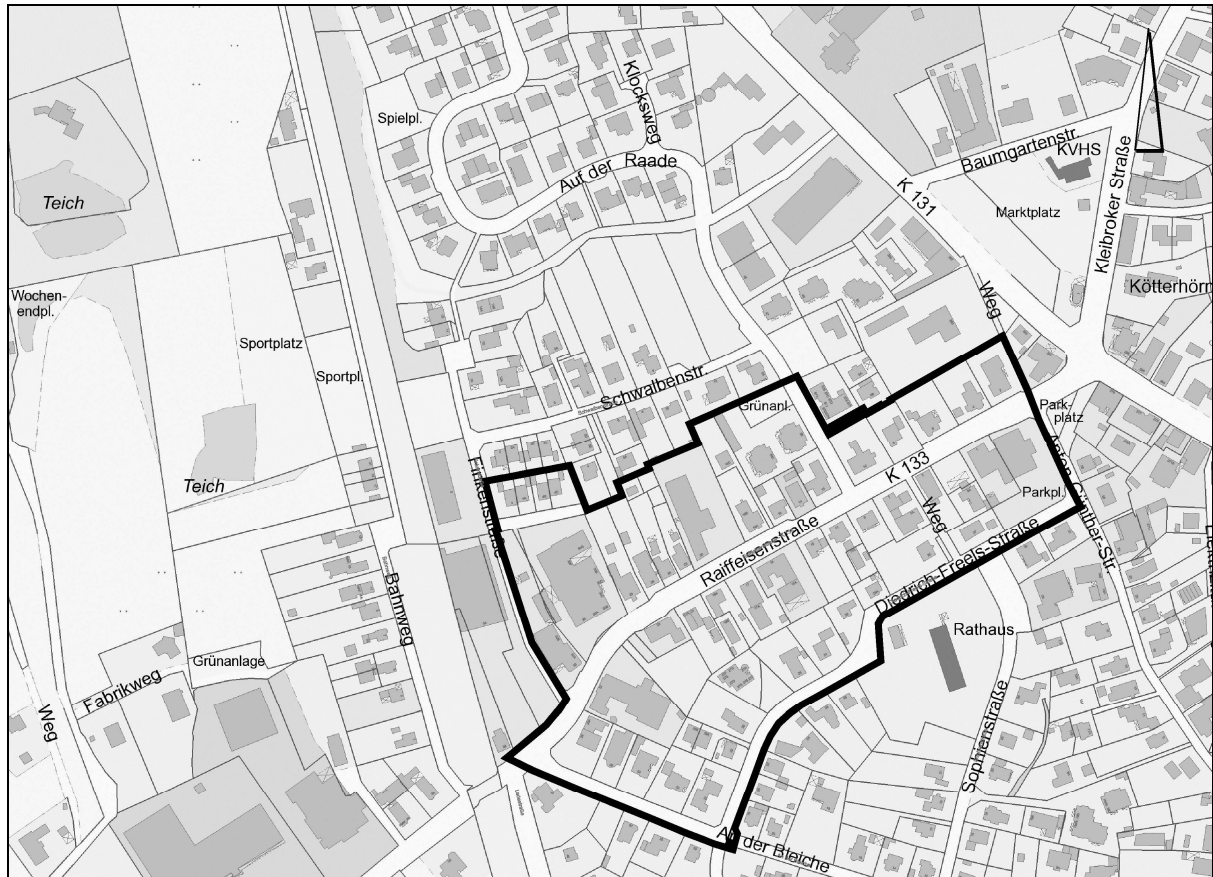 Klocksweg
Spielpl.
Auf der
Raade
K 131
Baumgartenstr.
KVHS
Kleibroker Straße
Marktplatz
Teich
Kötterhörn
Wochen-
endpl.
Weg
Sportplatz
Sportpl.
Schwalbenstr.
Grünanl.
Park-
platz
Finkenstraße
K 133
Anton-Günther-Str.
Teich
Parkpl.
Weg
Raiffeisenstraße
Diedrich-Freels-Straße
Bahnweg
Rathaus
Grünanlage
Fabrikweg
Weg
Sophienstraße
An der Bleiche